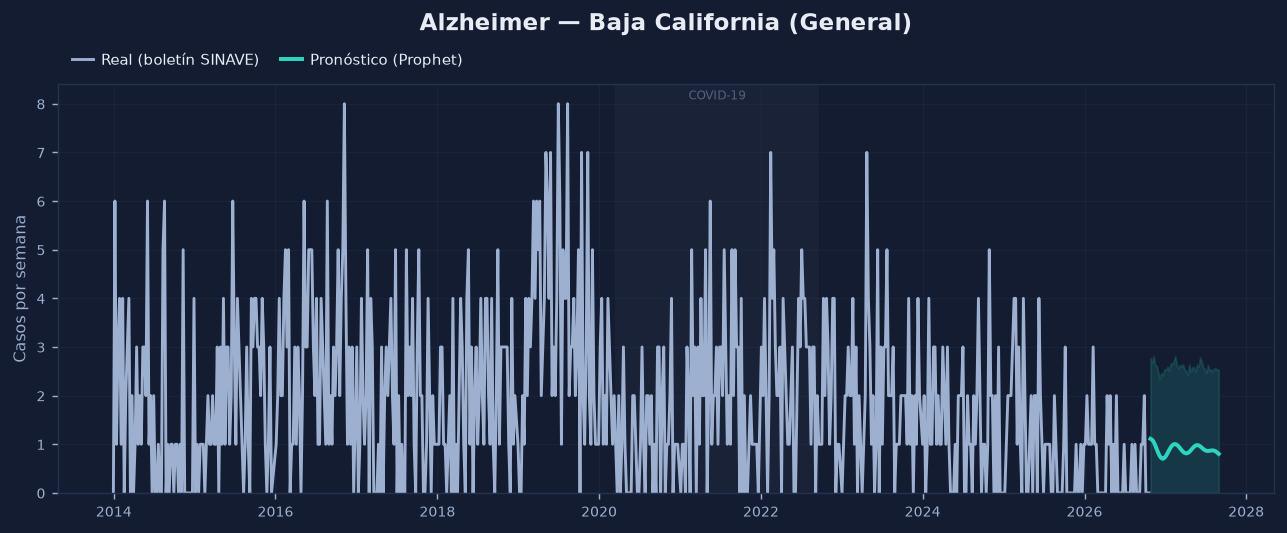 Alzheimer — Baja California (General)
Real (boletín SINAVE) Pronóstico (Prophet)
COVID-19
Casos por semana
8
7
6
5
4
3
2
1
0
2014 2016 2018 2020 2022 2024 2026 2028